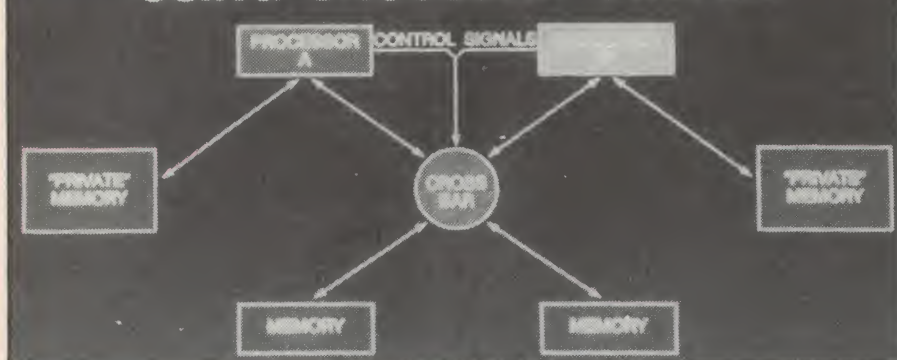 PROCESSOR
A
CONTROL SIGNALS
"PRIVATE"
MEMORY
CROSS
BAR
"PRIVATE"
MEMORY
MEMORY
MEMORY